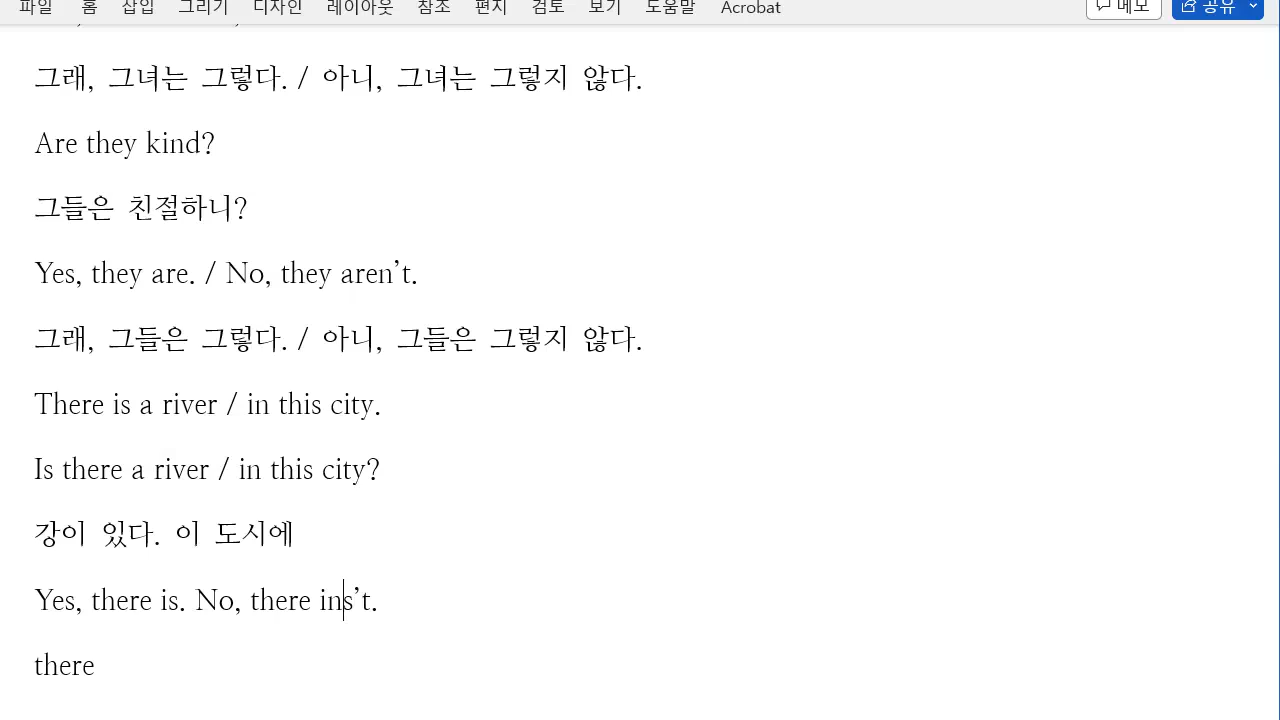 파일 홈 삽입 그리기 디자인 레이아웃 참조 편지 검토 보기 도움말 Acrobat 메모 공유
그래, 그녀는 그렇다. / 아니, 그녀는 그렇지 않다.
Are they kind?
그들은 친절하니?
Yes, they are. / No, they aren’t.
그래, 그들은 그렇다. / 아니, 그들은 그렇지 않다.
There is a river / in this city.
Is there a river / in this city?
강이 있다. 이 도시에
Yes, there is. No, there ins’t.
there